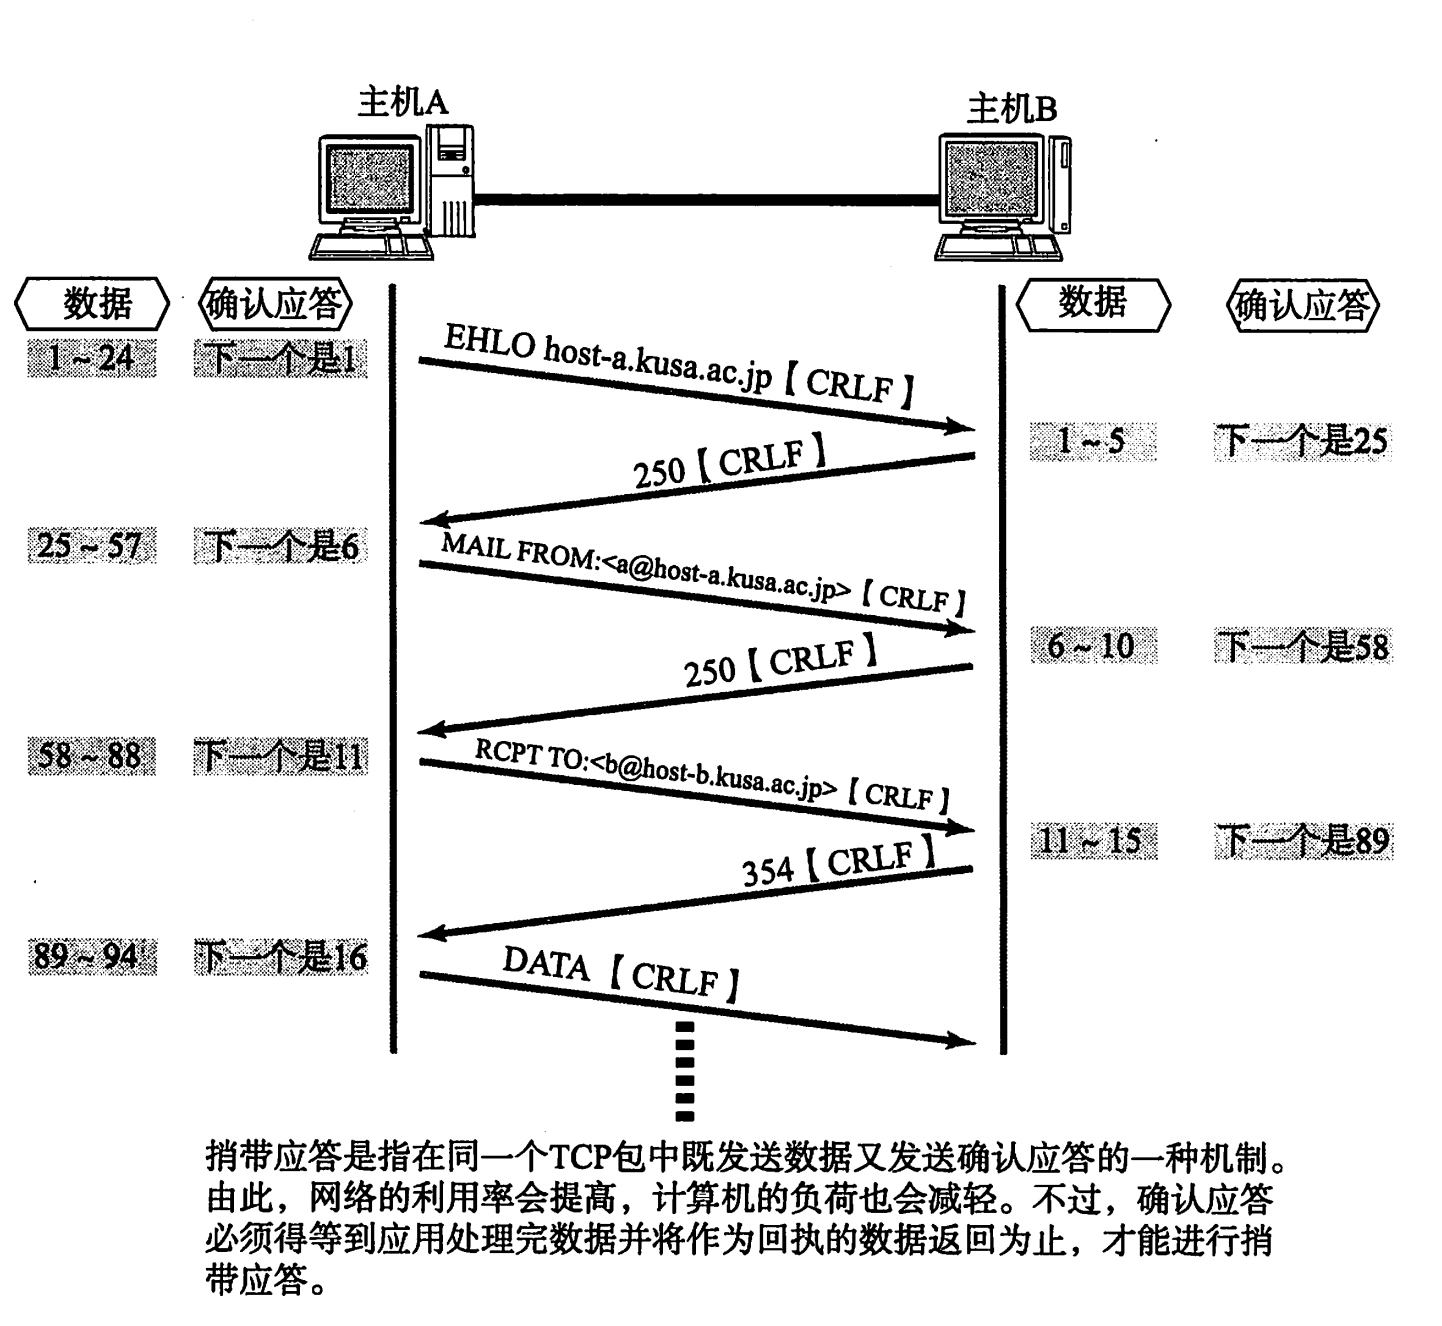 主机A
主机B
数据
确认应答
数据
确认应答
1~24
下一个是1
EHLO host-a.kusa.ac.jp【CRLF】
1~5
下一个是25
250【CRLF】
25~57
下一个是6
MAIL FROM:<a@host-a.kusa.ac.jp>【CRLF】
6~10
下一个是58
250【CRLF】
58~88
下一个是11
RCPT TO:<b@host-b.kusa.ac.jp>【CRLF】
11~15
下一个是89
354【CRLF】
89~94
下一个是16
DATA【CRLF】
捎带应答是指在同一个TCP包中既发送数据又发送确认应答的一种机制。
由此，网络的利用率会提高，计算机的负荷也会减轻。不过，确认应答
必须得等到应用处理完数据并将作为回执的数据返回为止，才能进行捎
带应答。